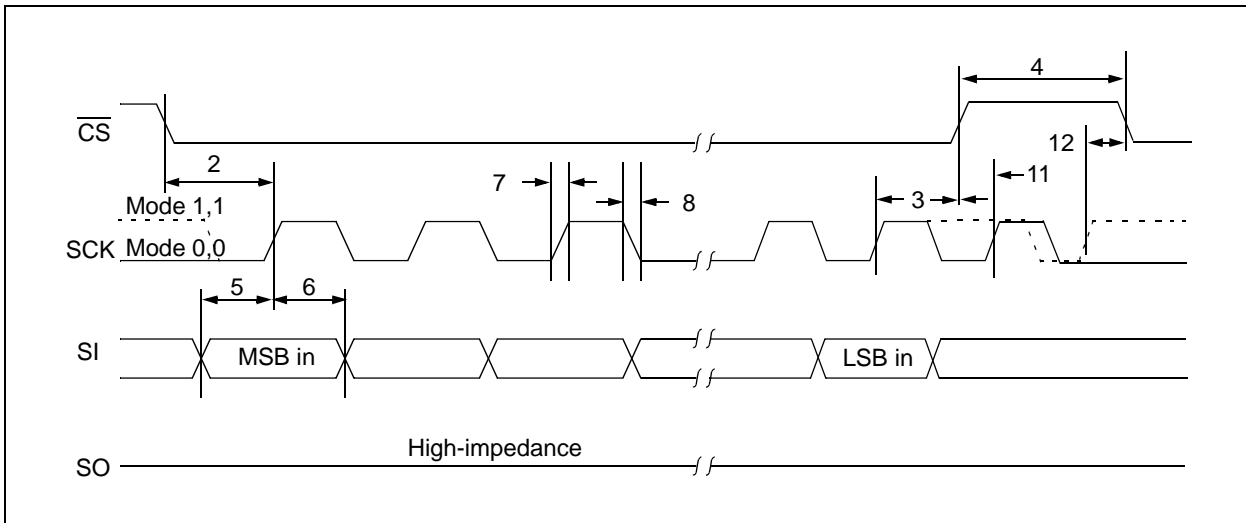 4
CS
12
2
7
8
3
11
Mode 1,1
SCK Mode 0,0
5
6
SI
MSB in
LSB in
High-impedance
SO